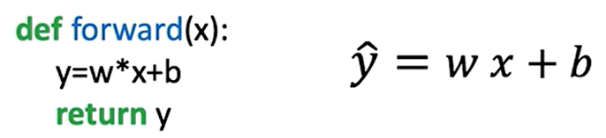 def forward(x):
y=w*x+b
return y
ŷ = w x + b